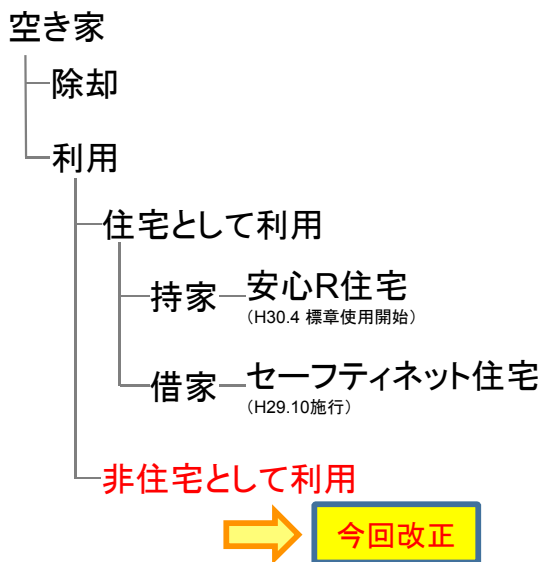 空き家
除却
利用
住宅として利用
持家
安心R住宅
(H30.4 標章使用開始)
借家
セーフティネット住宅
(H29.10施行)
非住宅として利用
今回改正